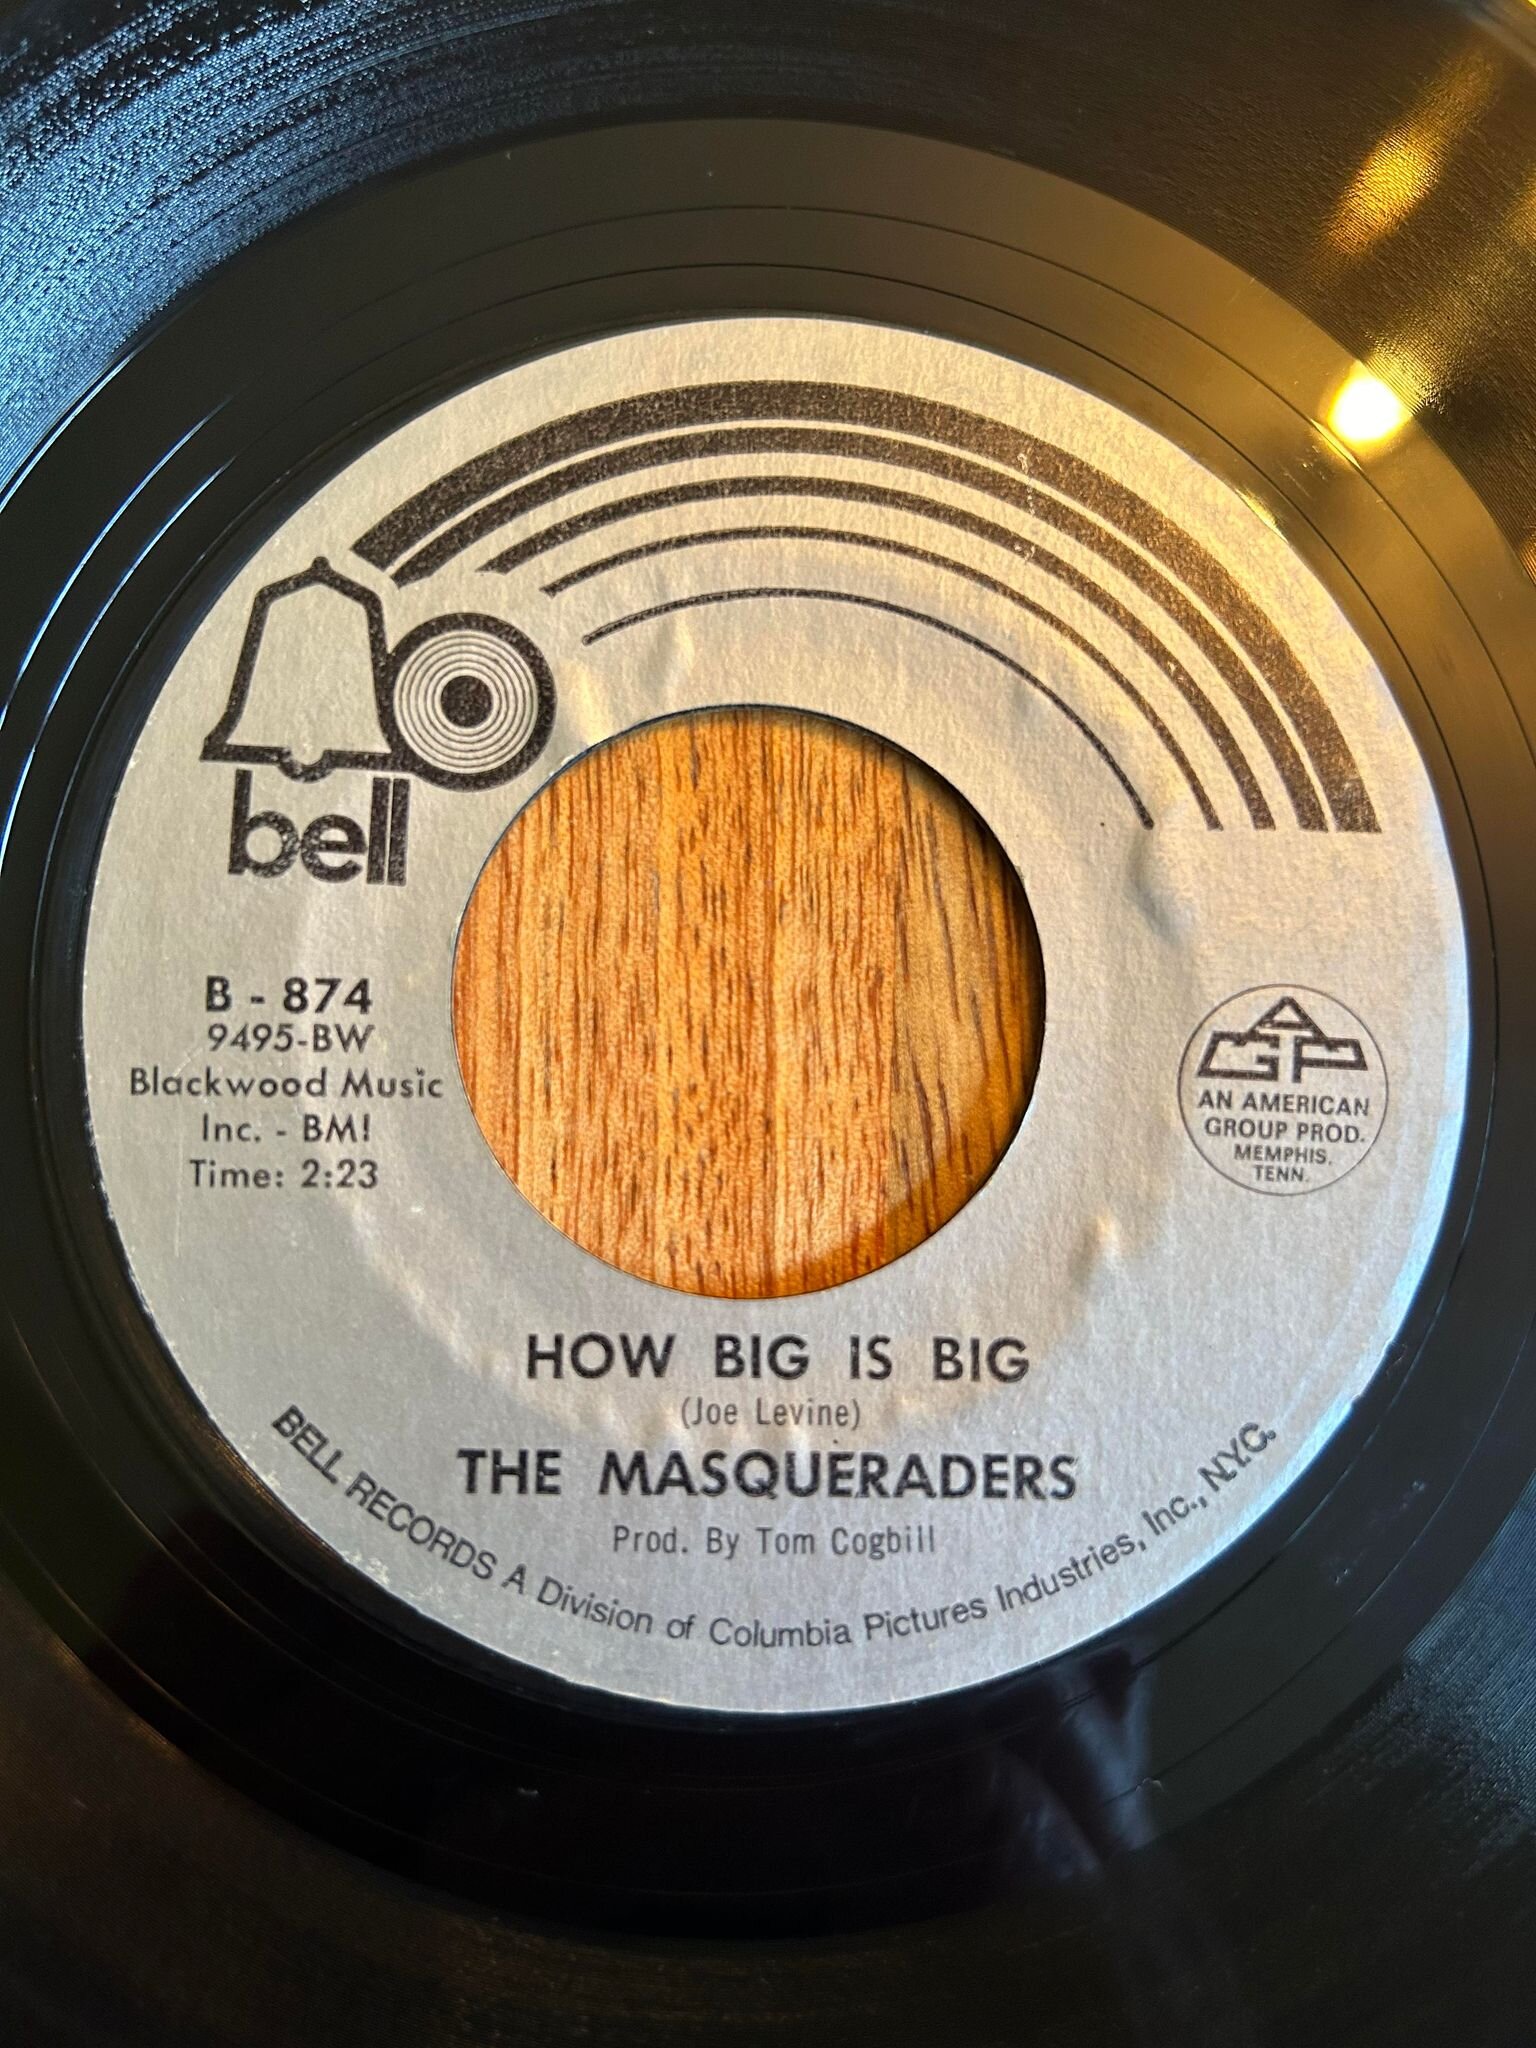 bell
B - 874
9495-BW
Blackwood Music
Inc. - BMI
Time: 2:23
AGP
AN AMERICAN
GROUP PROD.
MEMPHIS,
TENN.
HOW BIG IS BIG
(Joe Levine)
THE MASQUERADERS
Prod. By Tom Cogbill
BELL RECORDS A Division of Columbia Pictures Industries, Inc., N.Y.C.